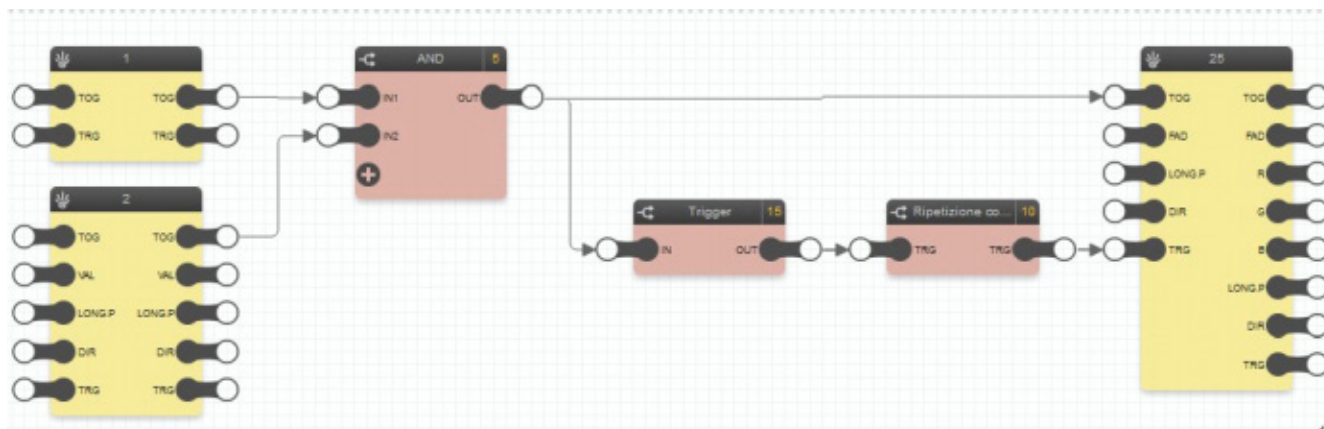 1
TOG TOG
TRG TRG
2
TOG TOG
VAL VAL
LONG.P LONG.P
DIR DIR
TRG TRG
AND 5
IN1 OUT
IN2
Trigger 15
IN OUT
Ripetizione co... 10
TRG TRG
25
TOG TOG
FAD FAD
LONG.P R
DIR G
TRG B
LONG.P
DIR
TRG